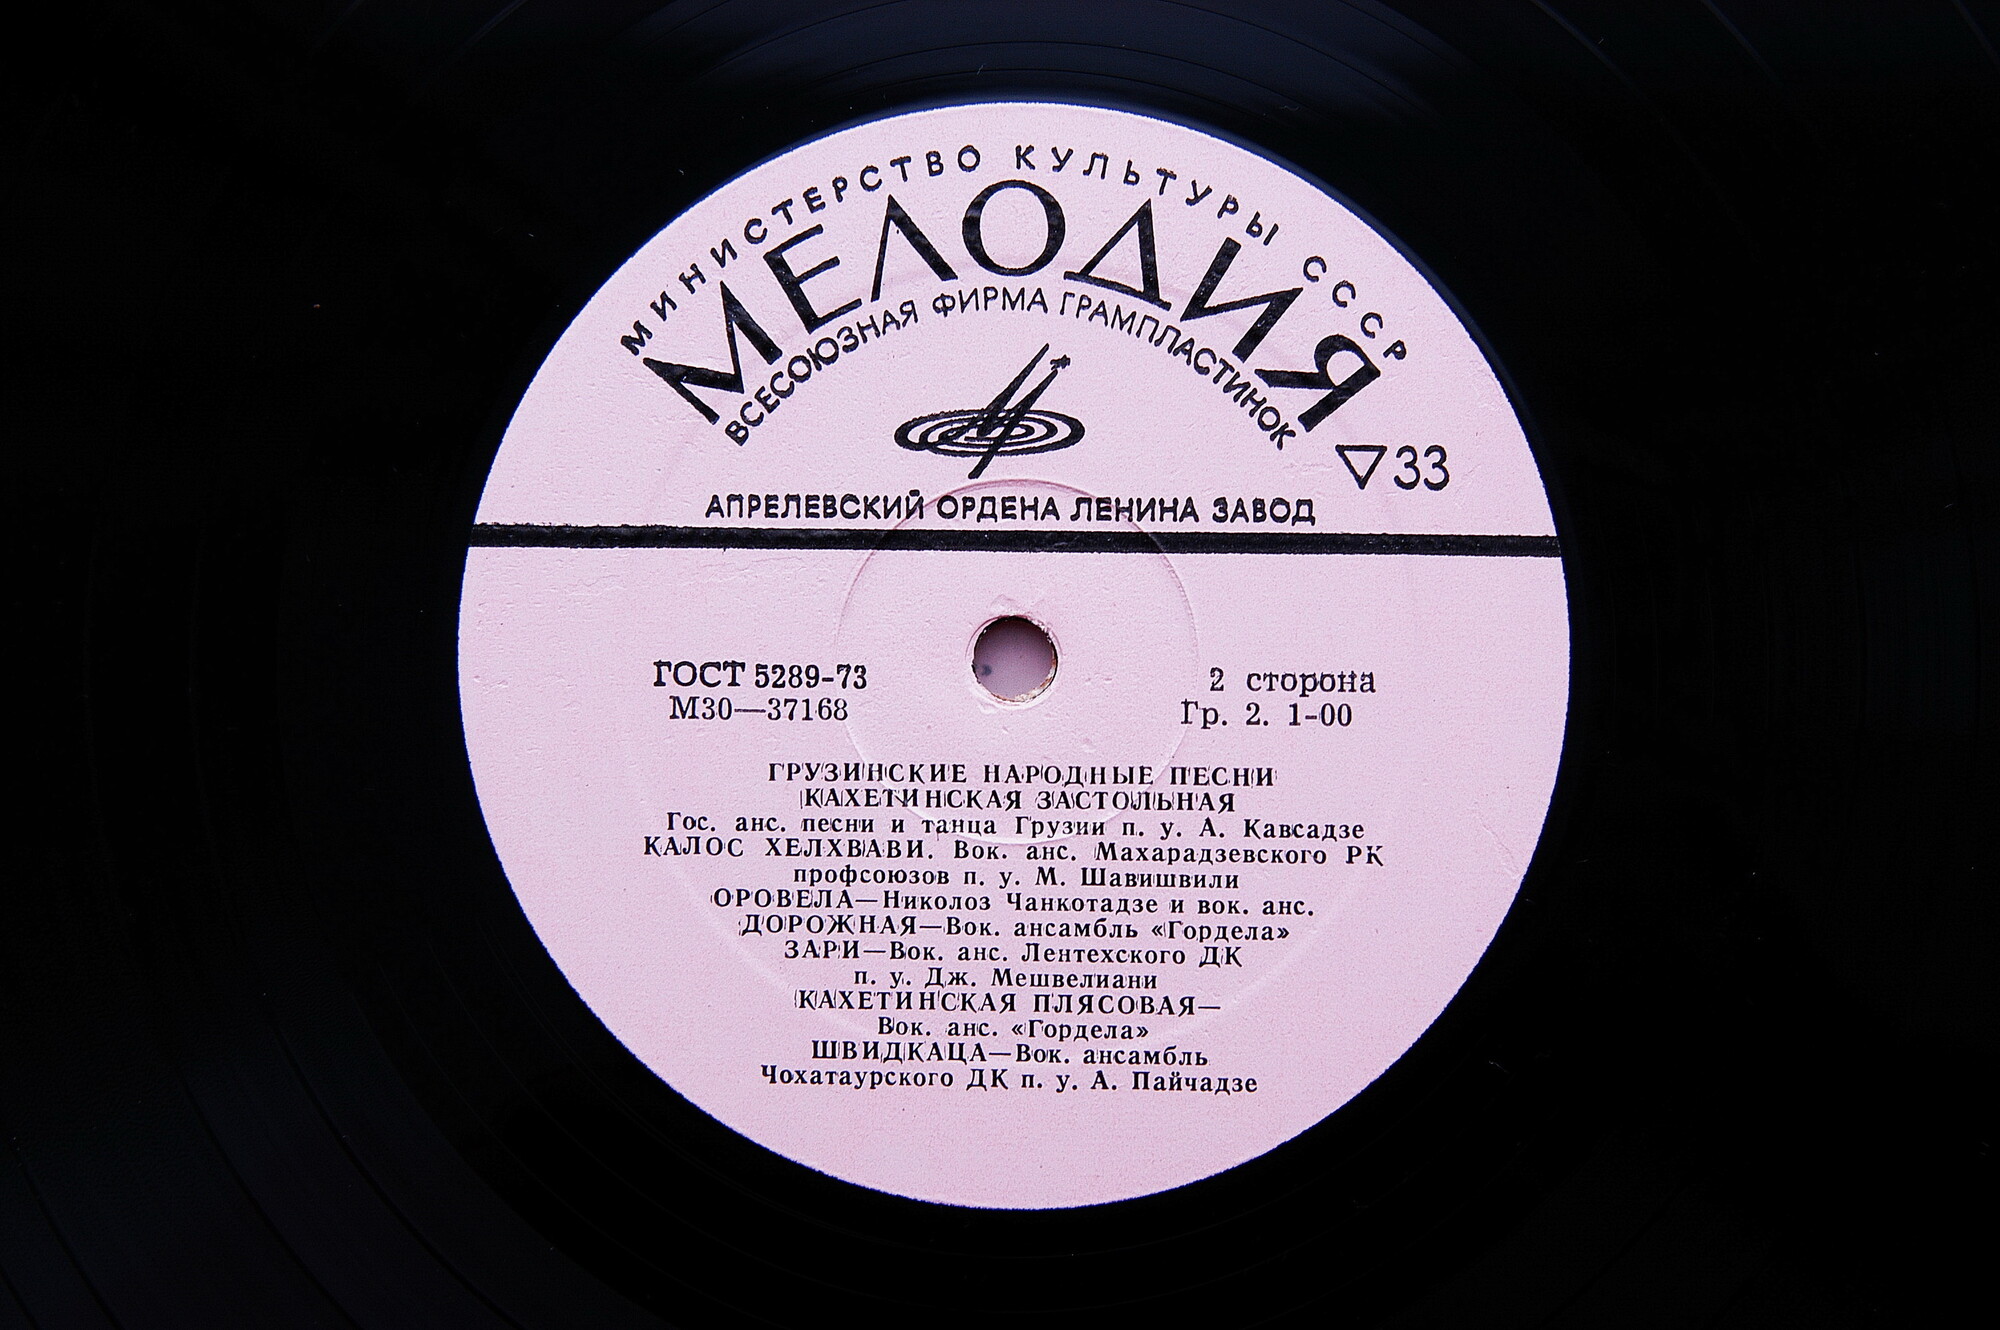 МИНИСТЕРСТВО КУЛЬТУРЫ СССР
МЕЛОДИЯ
ВСЕСОЮЗНАЯ ФИРМА ГРАМПЛАСТИНОК
33
АПРЕЛЕВСКИЙ ОРДЕНА ЛЕНИНА ЗАВОД
ГОСТ 5289-73
М30—37168
2 сторона
Гр. 2. 1-00
ГРУЗИНСКИЕ НАРОДНЫЕ ПЕСНИ
КАХЕТИНСКАЯ ЗАСТОЛЬНАЯ
Гос. анс. песни и танца Грузии п. у. А. Кавсадзе
КАЛОС ХЕЛХВАВИ. Вок. анс. Махарадзевского РК
профсоюзов п. у. М. Шавишвили
ОРОВЕЛА—Николоз Чанкотадзе и вок. анс.
ДОРОЖНАЯ—Вок. ансамбль «Гордела»
ЗАРИ—Вок. анс. Лентехского ДК
п. у. Дж. Мешвелиани
КАХЕТИНСКАЯ ПЛЯСОВАЯ—
Вок. анс. «Гордела»
ШВИДКАЦА—Вок. ансамбль
Чохатаурского ДК п. у. А. Пайчадзе